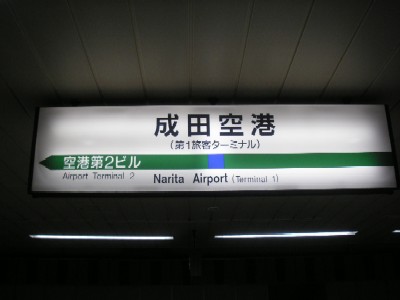 成田空港
(第1旅客ターミナル)
空港第2ビル
Airport Terminal 2
Narita Airport (Terminal 1)